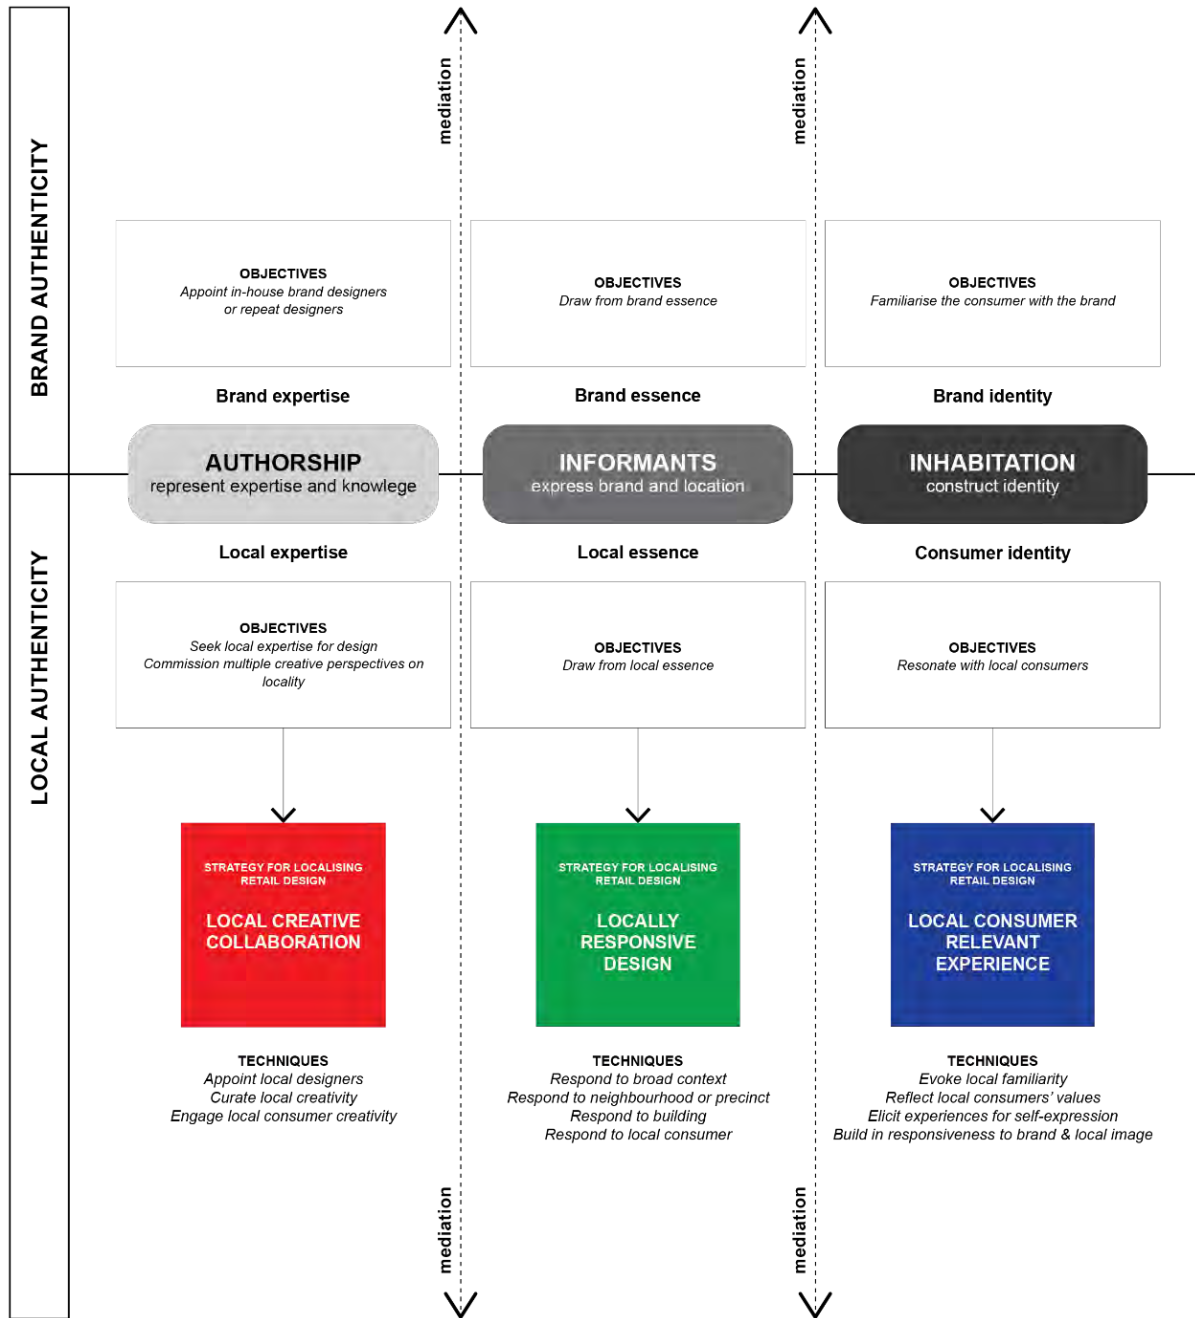 BRAND AUTHENTICITY
mediation
mediation
OBJECTIVES
Appoint in-house brand designers
or repeat designers
OBJECTIVES
Draw from brand essence
OBJECTIVES
Familiarise the consumer with the brand
Brand expertise
Brand essence
Brand identity
AUTHORSHIP
represent expertise and knowlege
INFORMANTS
express brand and location
INHABITATION
construct identity
LOCAL AUTHENTICITY
Local expertise
Local essence
Consumer identity
OBJECTIVES
Seek local expertise for design
Commission multiple creative perspectives on
locality
OBJECTIVES
Draw from local essence
OBJECTIVES
Resonate with local consumers
STRATEGY FOR LOCALISING
RETAIL DESIGN
LOCAL CREATIVE
COLLABORATION
STRATEGY FOR LOCALISING
RETAIL DESIGN
LOCALLY
RESPONSIVE
DESIGN
STRATEGY FOR LOCALISING
RETAIL DESIGN
LOCAL CONSUMER
RELEVANT
EXPERIENCE
TECHNIQUES
Appoint local designers
Curate local creativity
Engage local consumer creativity
TECHNIQUES
Respond to broad context
Respond to neighbourhood or precinct
Respond to building
Respond to local consumer
TECHNIQUES
Evoke local familiarity
Reflect local consumers' values
Elicit experiences for self-expression
Build in responsiveness to brand & local image
mediation
mediation